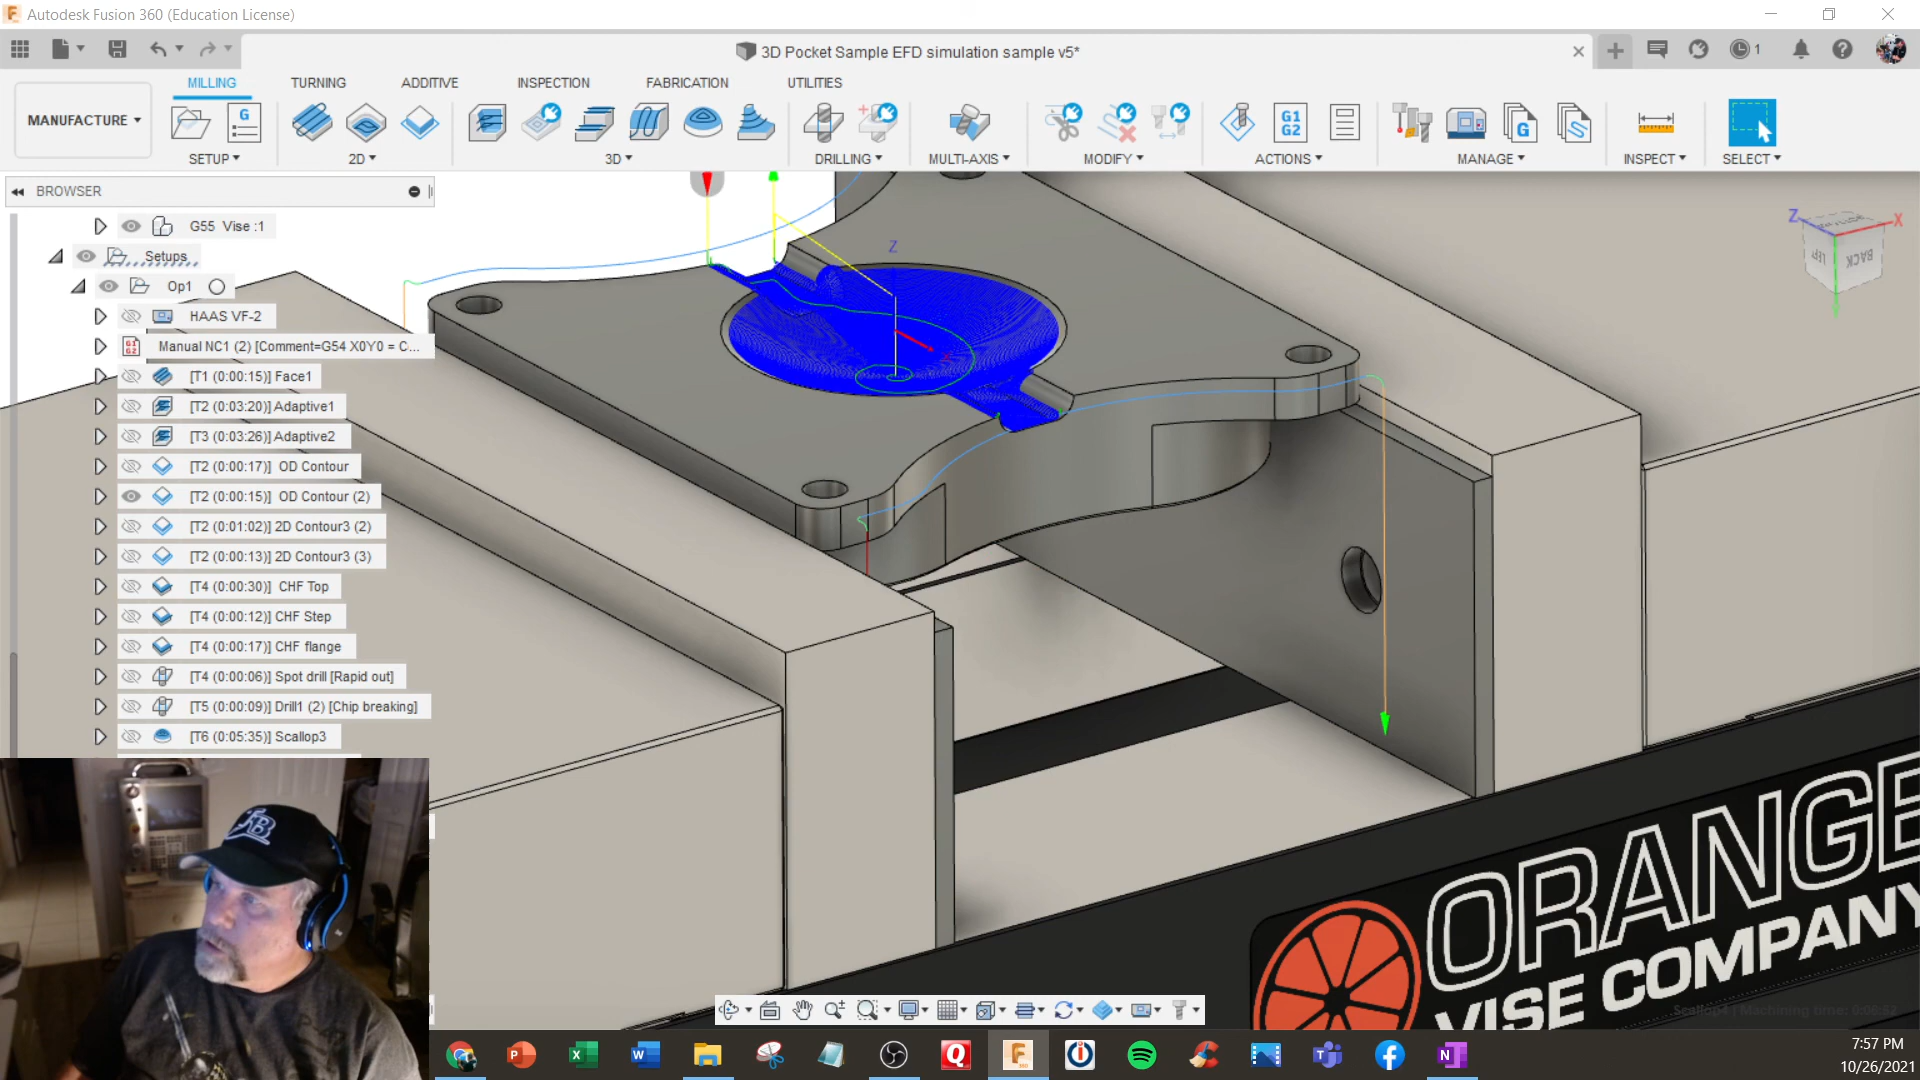 Autodesk Fusion 360 (Education License)
3D Pocket Sample EFD simulation sample v5*
1
MILLING TURNING ADDITIVE INSPECTION FABRICATION UTILITIES
MANUFACTURE
G
G1
G2
G
SETUP 2D 3D DRILLING MULTI-AXIS MODIFY ACTIONS MANAGE INSPECT SELECT
BROWSER
G55 Vise :1
Setups
Op1
HAAS VF-2
G1
G2
Manual NC1 (2) [Comment=G54 X0Y0 = C...
[T1 (0:00:15)] Face1
[T2 (0:03:20)] Adaptive1
[T3 (0:03:26)] Adaptive2
[T2 (0:00:17)] OD Contour
[T2 (0:00:15)] OD Contour (2)
[T2 (0:01:02)] 2D Contour3 (2)
[T2 (0:00:13)] 2D Contour3 (3)
[T4 (0:00:30)] CHF Top
[T4 (0:00:12)] CHF Step
[T4 (0:00:17)] CHF flange
[T4 (0:00:06)] Spot drill [Rapid out]
[T5 (0:00:09)] Drill1 (2) [Chip breaking]
[T6 (0:05:35)] Scallop3
Z
Z X
LEFT BACK
ORANGE
VISE COMPANY
7:57 PM
10/26/2021